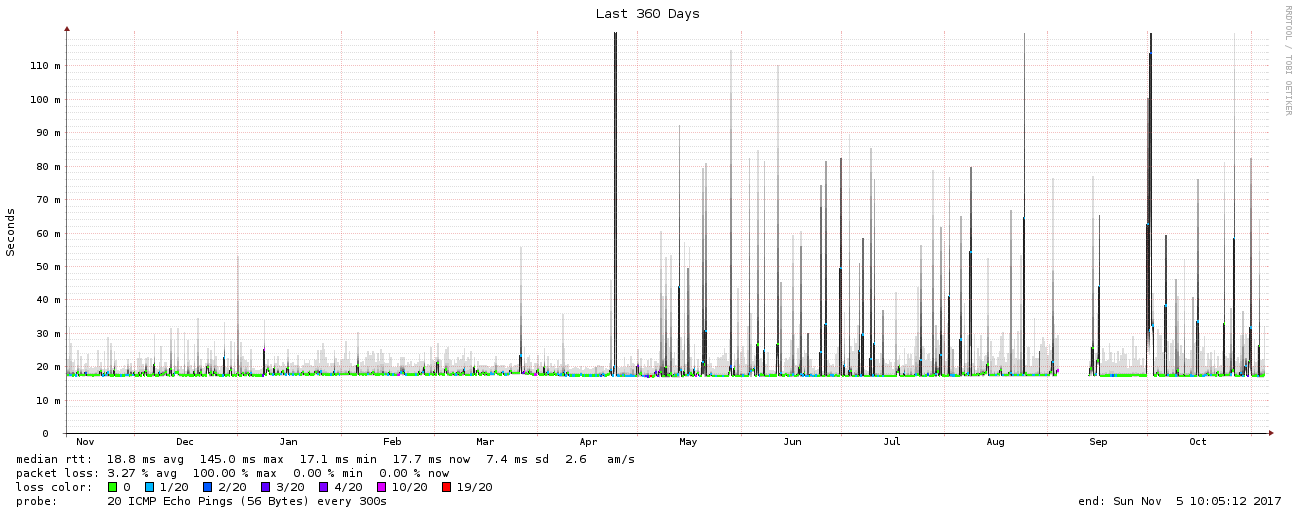 Last 360 Days
RRDTOOL / TOBI OETIKER
Seconds
110 m
100 m
90 m
80 m
70 m
60 m
50 m
40 m
30 m
20 m
10 m
0
Nov Dec Jan Feb Mar Apr May Jun Jul Aug Sep Oct
median rtt: 18.8 ms avg 145.0 ms max 17.1 ms min 17.7 ms now 7.4 ms sd 2.6 am/s
packet loss: 3.27 % avg 100.00 % max 0.00 % min 0.00 % now
loss color: 0 1/20 2/20 3/20 4/20 10/20 19/20
probe: 20 ICMP Echo Pings (56 Bytes) every 300s end: Sun Nov 5 10:05:12 2017